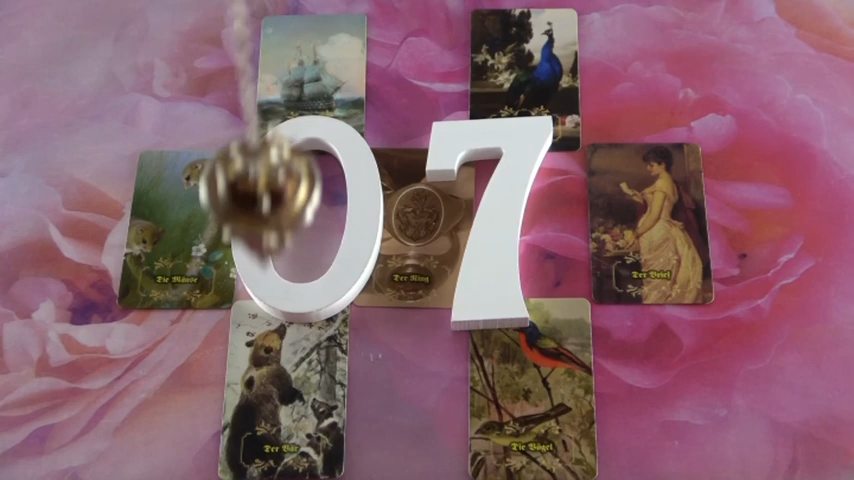 07
Die Mäuse
Der Ring
Der Brief
Der Bär
Die Vögel